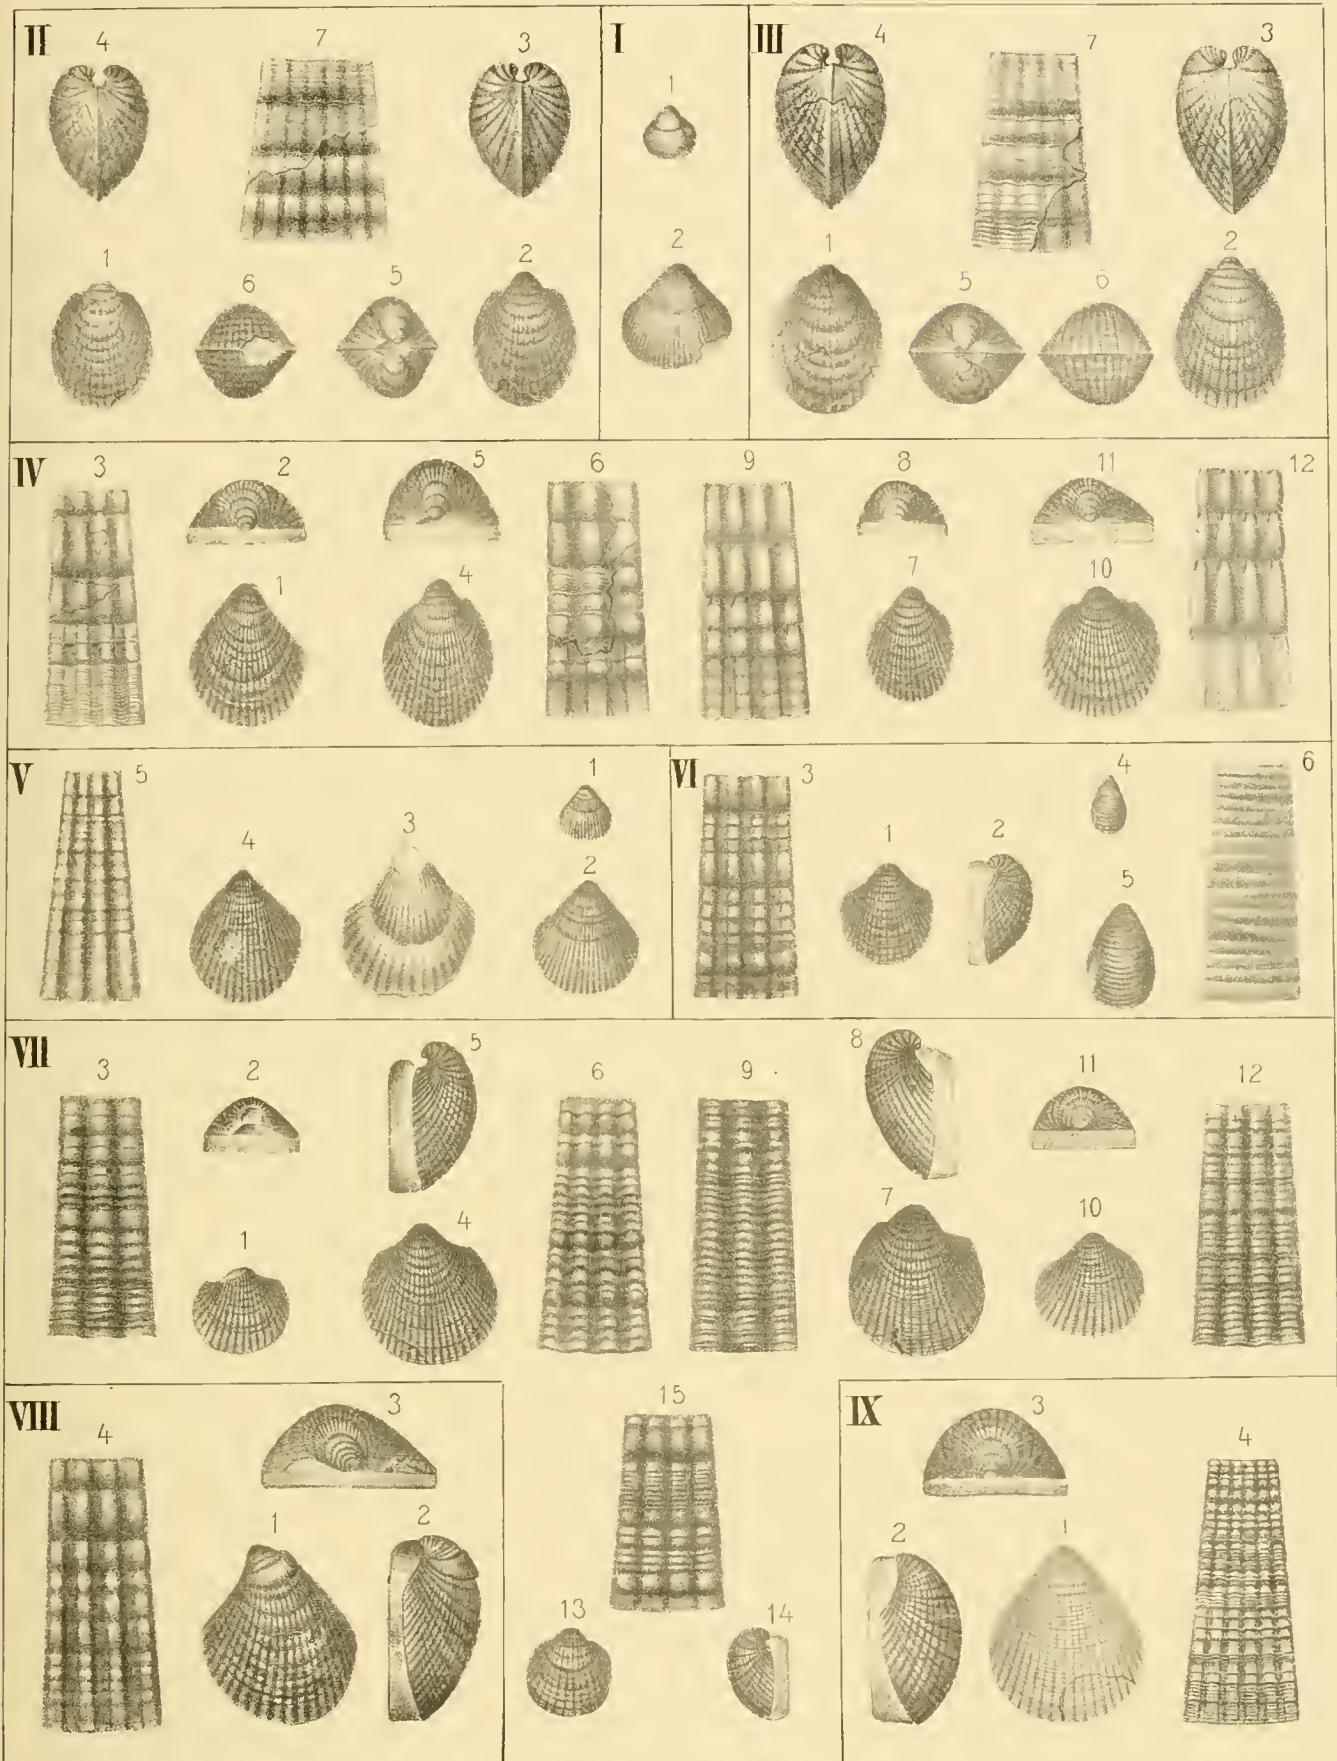 II 4 7 3
1 6 5 2
I 1
2
III 4 7 3
1 5 6 2
IV 3 2 5 6 9 8 11 12
1 4 7 10
V 5 1
4 3 2
VI 3 4 6
1 2 5
VII 3 2 5 6 9 8 11 12
1 4 7 10
VIII 4 3
1 2
15
13 14
IX 3 4
2 1